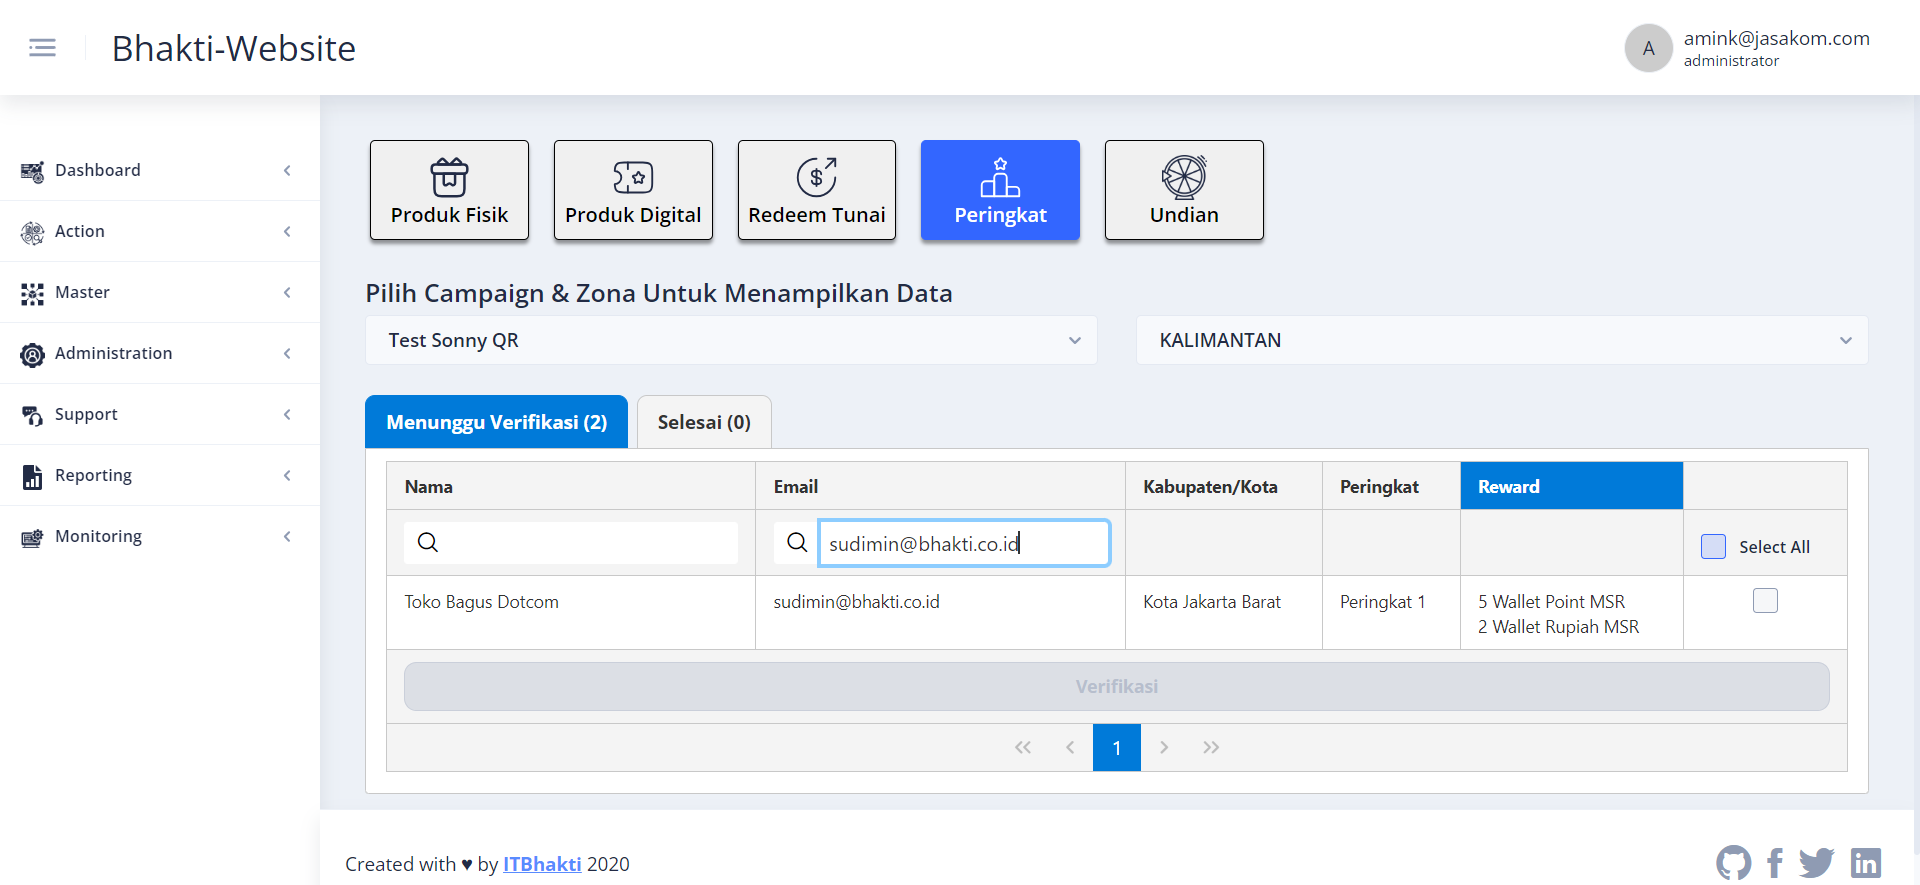 Bhakti-Website
A
amink@jasakom.com
administrator
Dashboard
Action
Master
Administration
Support
Reporting
Monitoring
Produk Fisik
Produk Digital
Redeem Tunai
Peringkat
Undian
Pilih Campaign & Zona Untuk Menampilkan Data
Test Sonny QR
KALIMANTAN
Menunggu Verifikasi (2)
Selesai (0)
Nama
Email
Kabupaten/Kota
Peringkat
Reward
sudimin@bhakti.co.id
Select All
Toko Bagus Dotcom
sudimin@bhakti.co.id
Kota Jakarta Barat
Peringkat 1
5 Wallet Point MSR
2 Wallet Rupiah MSR
Verifikasi
1
Created with ♥ by ITBhakti 2020